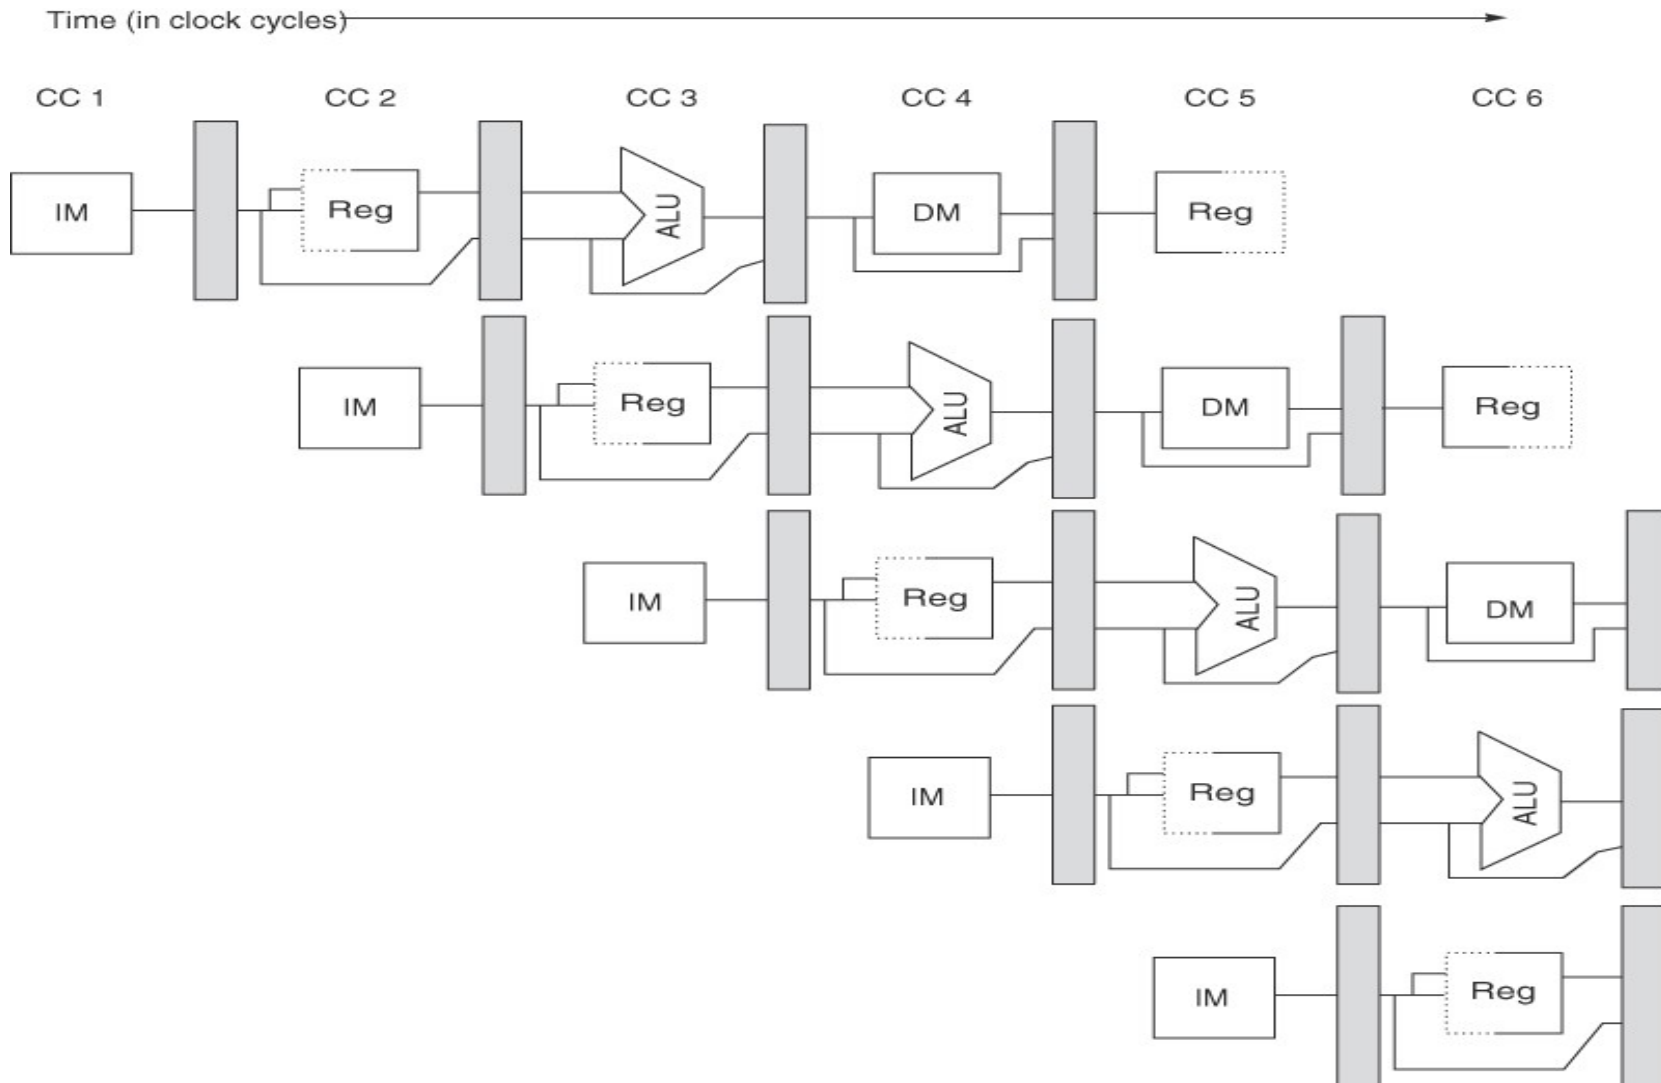 Time (in clock cycles)
CC 1 CC 2 CC 3 CC 4 CC 5 CC 6
IM Reg ALU DM Reg
IM Reg ALU DM Reg
IM Reg ALU DM
IM Reg ALU
IM Reg